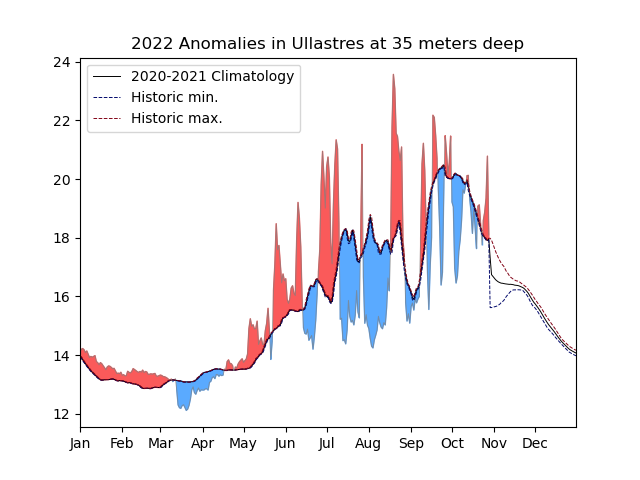 2022 Anomalies in Ullastres at 35 meters deep
24
22
20
18
16
14
12
2020-2021 Climatology
Historic min.
Historic max.
Jan Feb Mar Apr May Jun Jul Aug Sep Oct Nov Dec